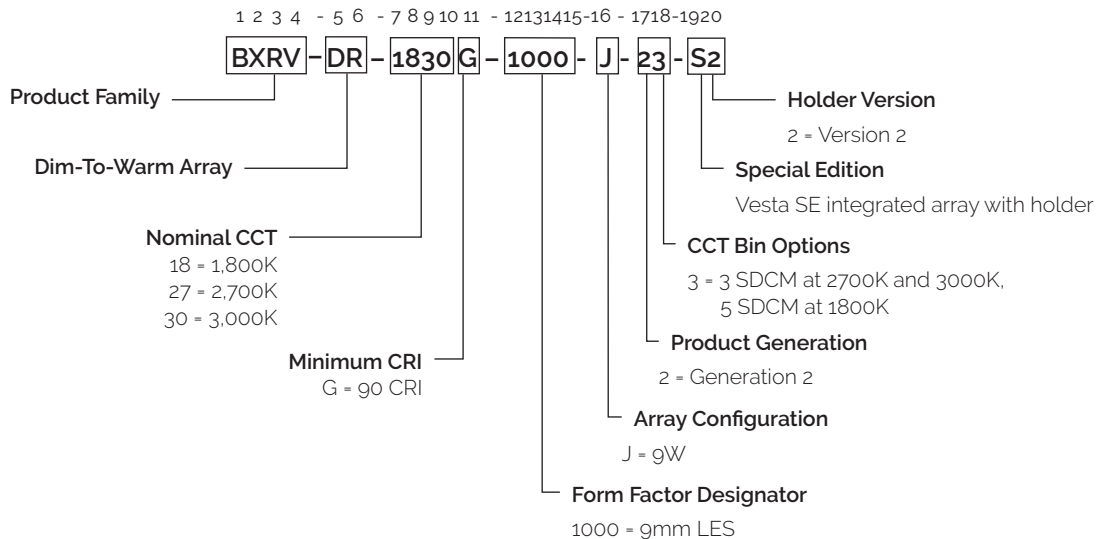 1 2 3 4 - 5 6 - 7 8 9 10 11 - 12131415-16 - 1718-1920
BXRV-DR-1830G-1000-J-23-S2
Product Family
Holder Version
2 = Version 2
Dim-To-Warm Array
Special Edition
Vesta SE integrated array with holder
Nominal CCT
18 = 1,800K
27 = 2,700K
30 = 3,000K
CCT Bin Options
3 = 3 SDCM at 2700K and 3000K,
5 SDCM at 1800K
Product Generation
2 = Generation 2
Minimum CRI
G = 90 CRI
Array Configuration
J = 9W
Form Factor Designator
1000 = 9mm LES